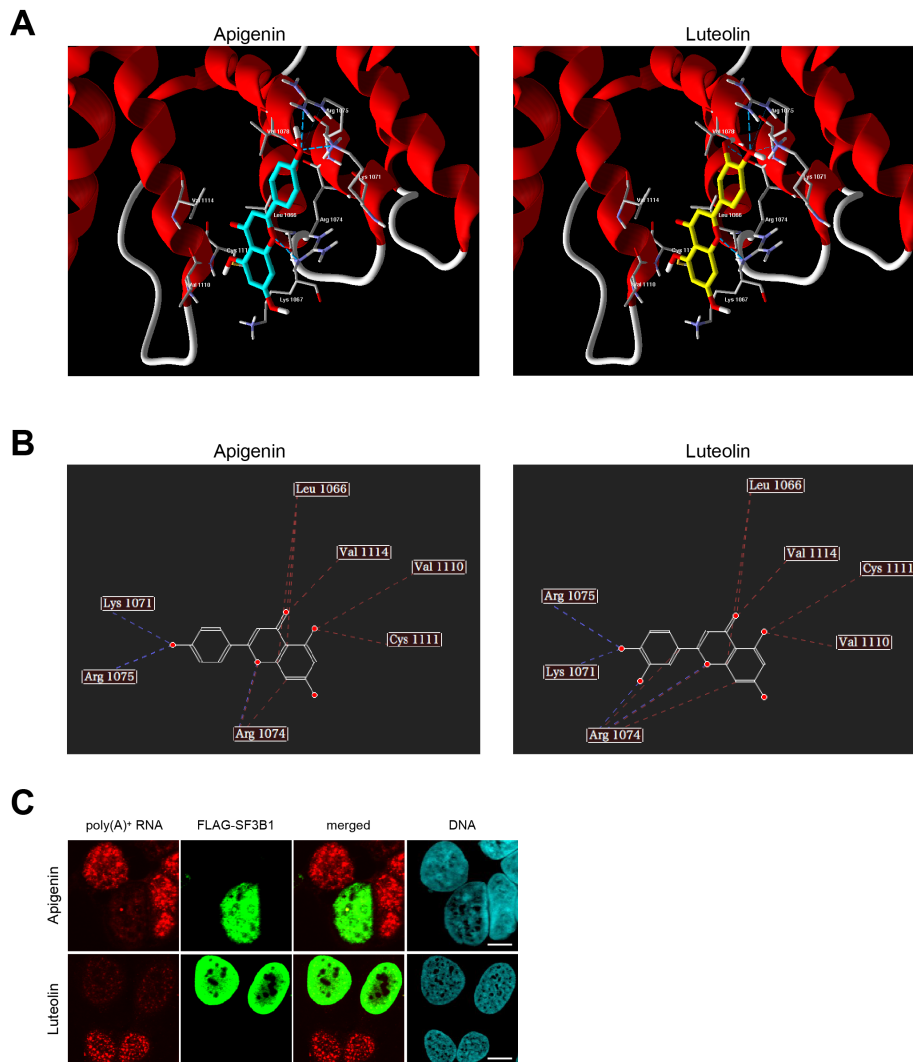 A
Apigenin
Luteolin
Arg 1075
Val 1078
Lys 1071
Val 1114
Leu 1066
Arg 1074
Lys 1067
Arg 1075
Val 1078
Lys 1071
Val 1114
Leu 1066
Arg 1074
Val 1110
Lys 1067
B
Apigenin
Luteolin
Leu 1066
Val 1114
Val 1110
Lys 1071
Cys 1111
Arg 1075
Arg 1074
Leu 1066
Val 1114
Cys 1111
Arg 1075
Val 1110
Lys 1071
Arg 1074
C
poly(A)⁺ RNA
FLAG-SF3B1
merged
DNA
Apigenin
Luteolin